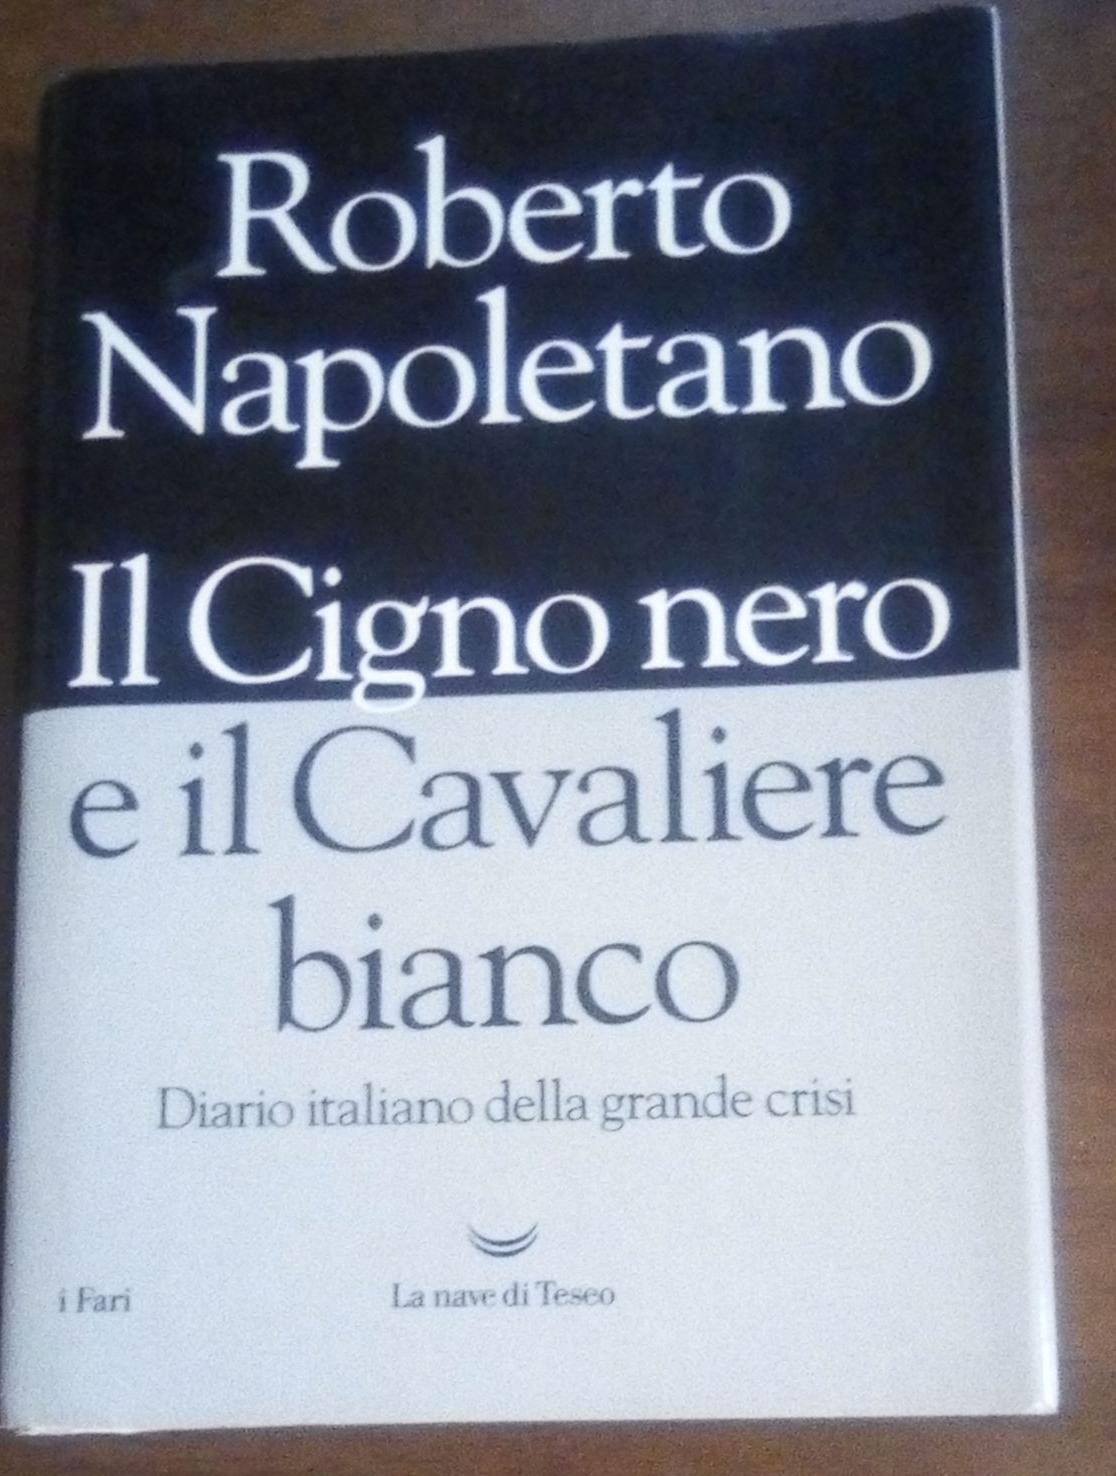 Roberto
Napoletano
Il Cigno nero
e il Cavaliere
bianco
Diario italiano della grande crisi
i Fari
La nave di Teseo